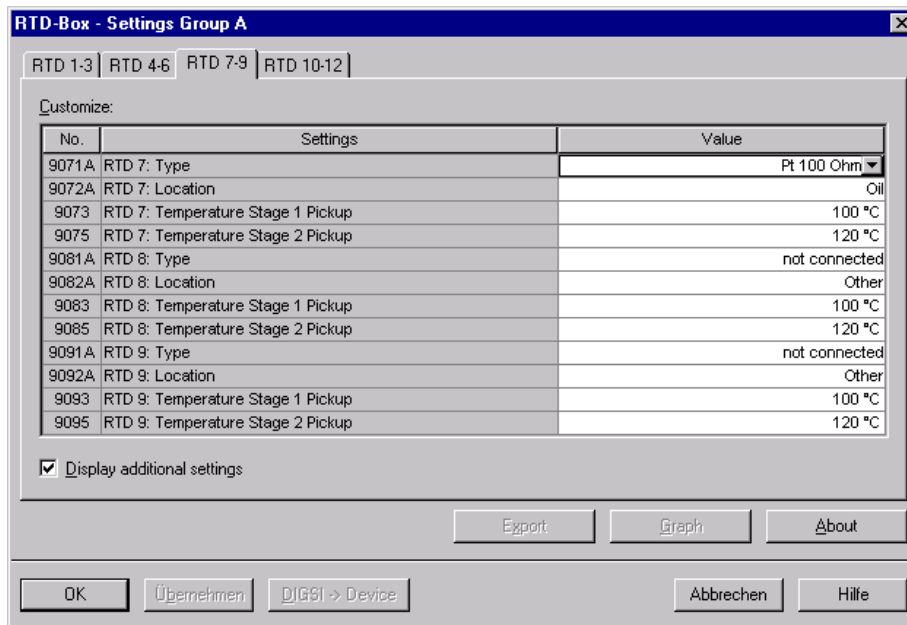 RTD-Box - Settings Group A
RTD 1-3 RTD 4-6 RTD 7-9 RTD 10-12
Customize:
No. Settings Value
9071A RTD 7: Type Pt 100 Ohm
9072A RTD 7: Location Oil
9073 RTD 7: Temperature Stage 1 Pickup 100 °C
9075 RTD 7: Temperature Stage 2 Pickup 120 °C
9081A RTD 8: Type not connected
9082A RTD 8: Location Other
9083 RTD 8: Temperature Stage 1 Pickup 100 °C
9085 RTD 8: Temperature Stage 2 Pickup 120 °C
9091A RTD 9: Type not connected
9092A RTD 9: Location Other
9093 RTD 9: Temperature Stage 1 Pickup 100 °C
9095 RTD 9: Temperature Stage 2 Pickup 120 °C
Display additional settings
Export Graph About
OK Übernehmen DIGSI -> Device Abbrechen Hilfe